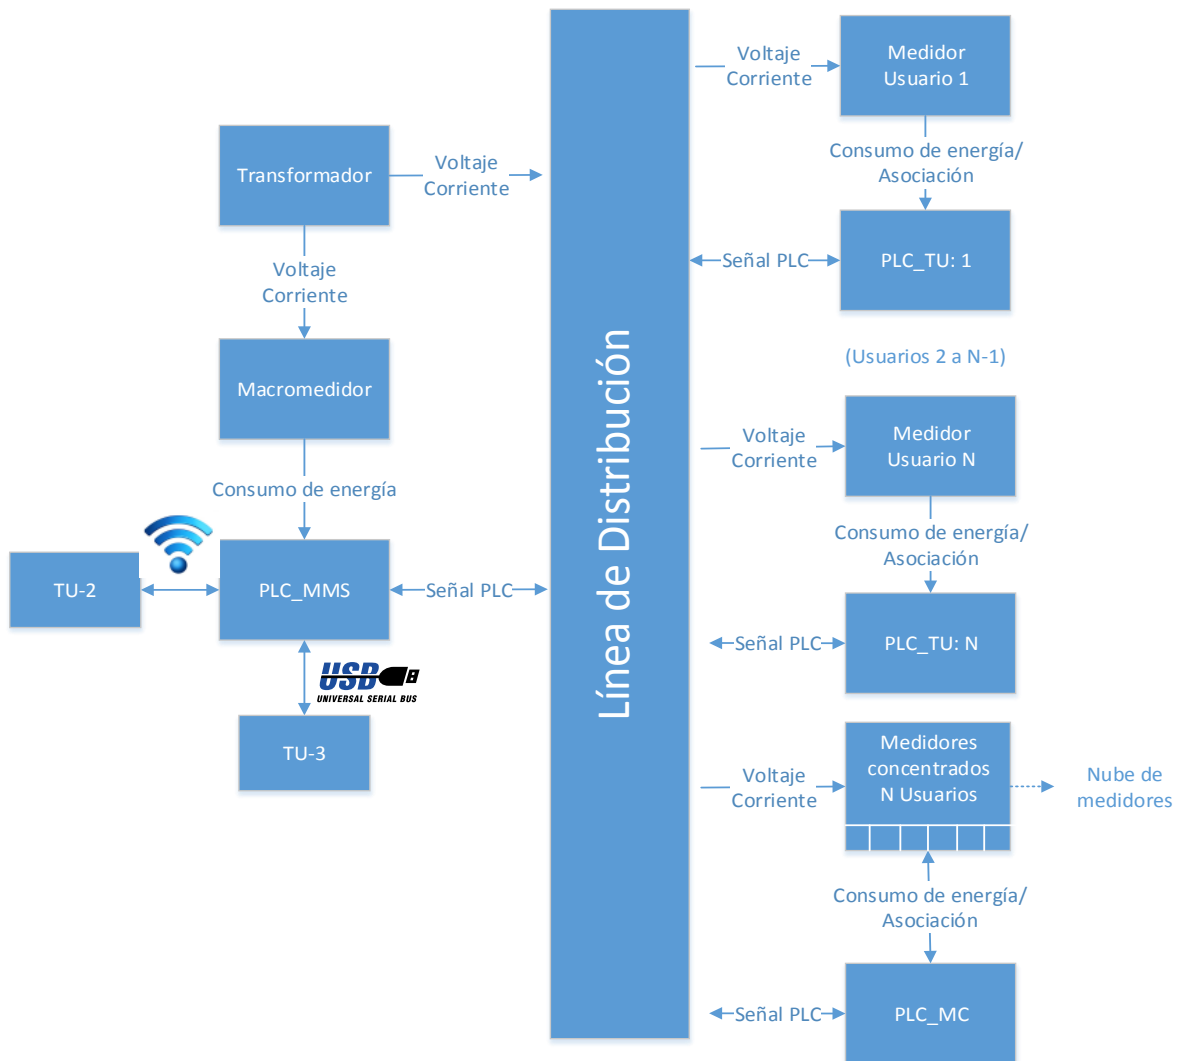 Transformador
Voltaje
Corriente
Voltaje
Corriente
Macromedidor
Consumo de energía
TU-2
PLC_MMS
Señal PLC
USB
UNIVERSAL SERIAL BUS
TU-3
Línea de Distribución
Voltaje
Corriente
Medidor
Usuario 1
Consumo de energía/
Asociación
Señal PLC
PLC_TU: 1
(Usuarios 2 a N-1)
Voltaje
Corriente
Medidor
Usuario N
Consumo de energía/
Asociación
Señal PLC
PLC_TU: N
Voltaje
Corriente
Medidores
concentrados
N Usuarios
Nube de
medidores
Consumo de energía/
Asociación
Señal PLC
PLC_MC